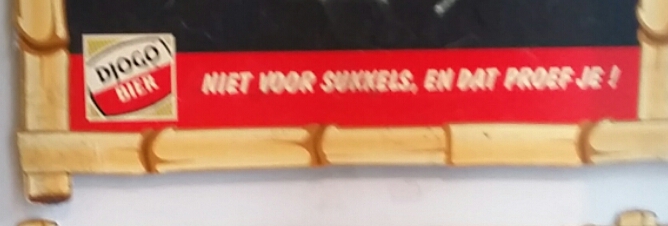 DJOGO
BIER
NIET VOOR SUKKELS, EN DAT PROEF JE !